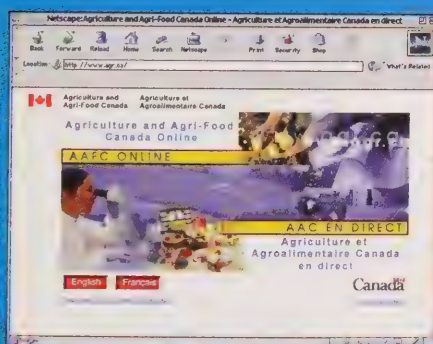 Netscape: Agriculture and Agri-Food Canada Online - Agriculture et Agroalimentaire Canada en direct
Back Forward Reload Home Search Netscape Print Security Shop
Location: http://www.agr.ca/ What's Related
Agriculture and Agri-Food Canada
Agriculture et Agroalimentaire Canada
Agriculture and Agri-Food
Canada Online
AAFC ONLINE
AAC EN DIRECT
Agriculture et
Agroalimentaire Canada
en direct
English Français
Canada